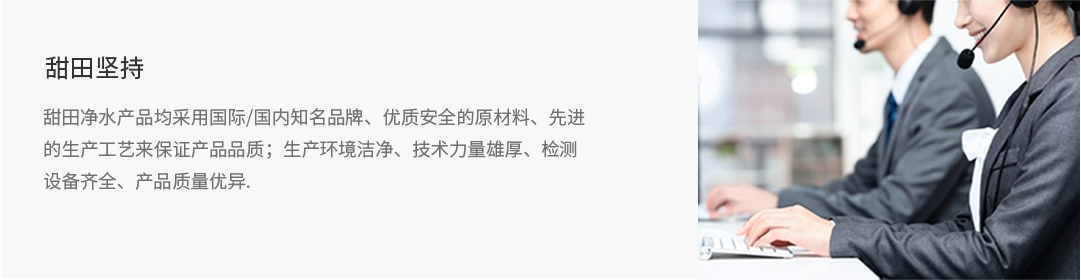 甜田坚持
甜田净水产品均采用国际/国内知名品牌、优质安全的原材料、先进
的生产工艺来保证产品品质；生产环境洁净、技术力量雄厚、检测
设备齐全、产品质量优异.